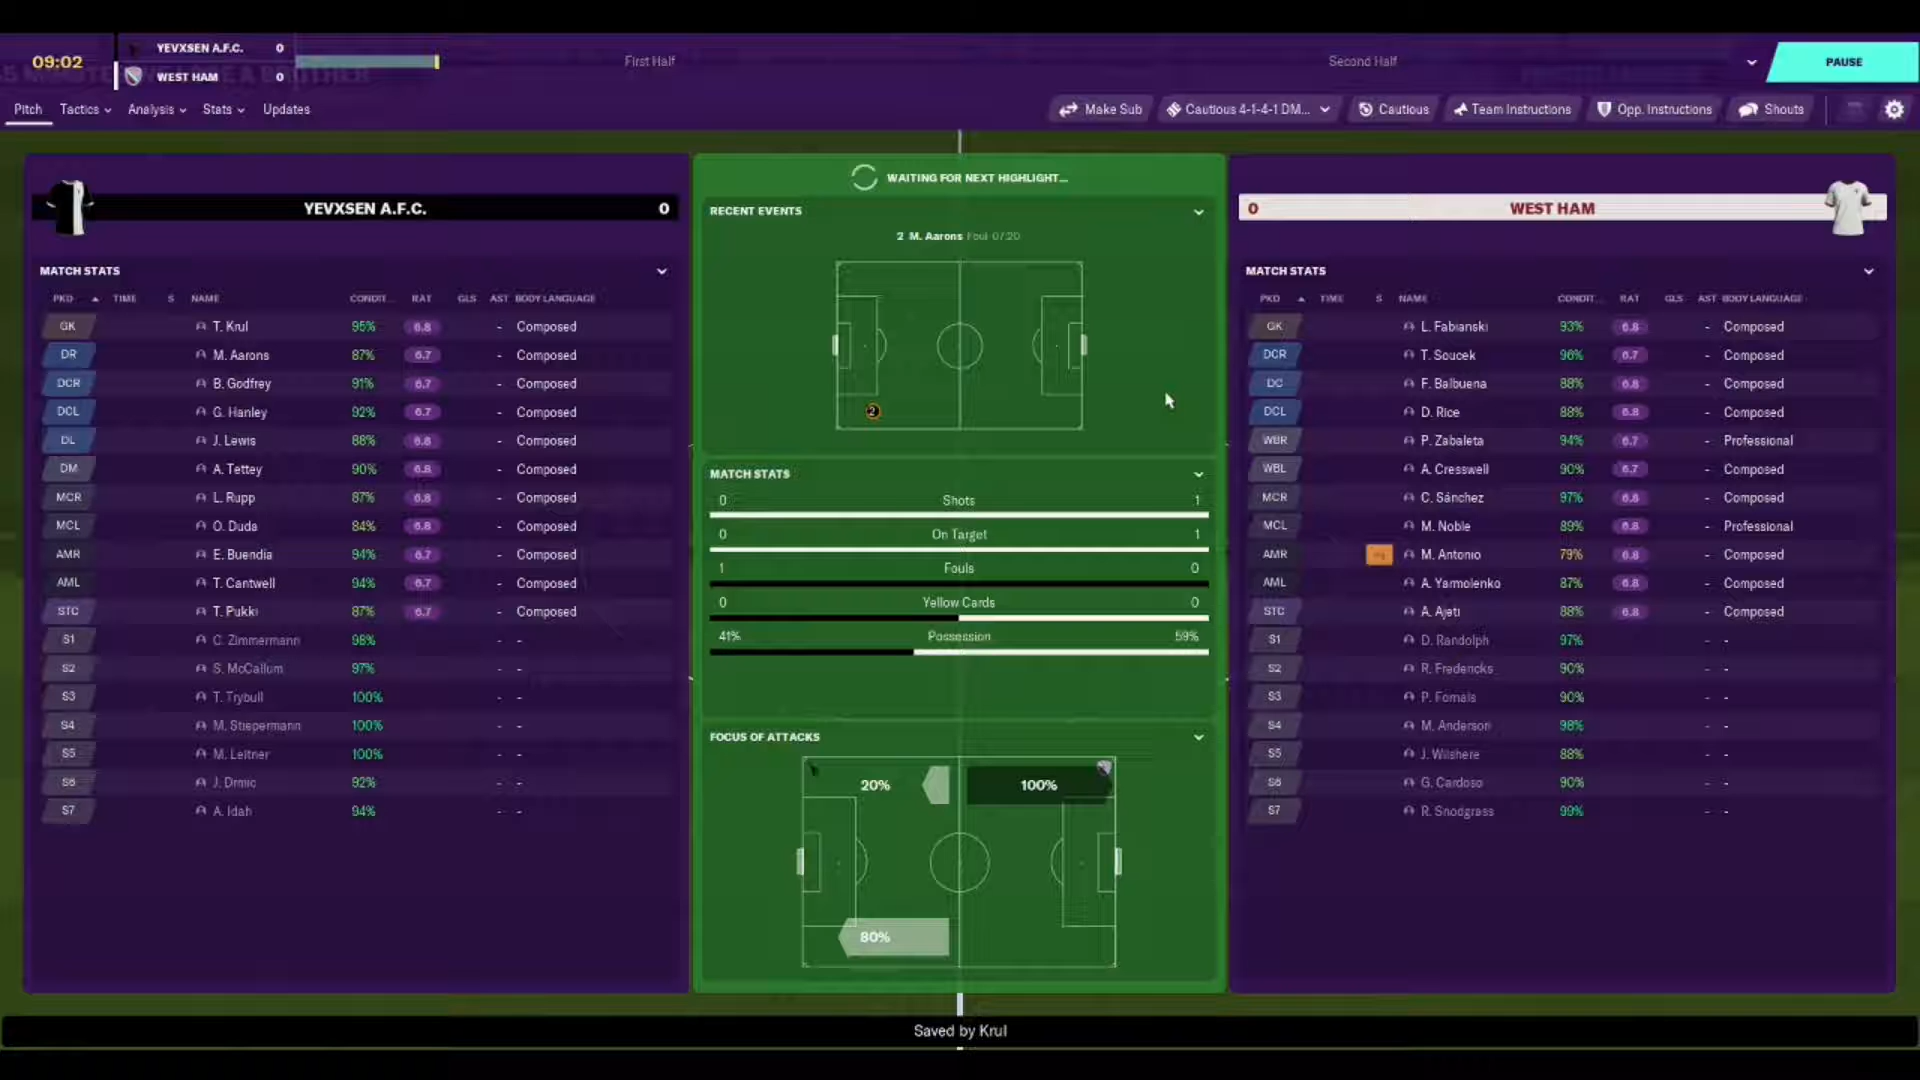 09:02
YEVXSEN A.F.C. 0
WEST HAM 0
First Half
Second Half
PAUSE
Pitch Tactics Analysis Stats Updates
Make Sub Cautious 4-1-4-1 DM... Cautious Team Instructions Opp. Instructions Shouts
YEVXSEN A.F.C. 0
MATCH STATS
PKD TIME S NAME CONDIT... RAT GLS AST BODY LANGUAGE
GK T. Krul 95% 6.8 - Composed
DR M. Aarons 87% 6.7 - Composed
DCR B. Godfrey 91% 6.7 - Composed
DCL G. Hanley 92% 6.7 - Composed
DL J. Lewis 88% 6.8 - Composed
DM A. Tettey 90% 6.8 - Composed
MCR L. Rupp 87% 6.8 - Composed
MCL O. Duda 84% 6.8 - Composed
AMR E. Buendia 94% 6.7 - Composed
AML T. Cantwell 94% 6.7 - Composed
STC T. Pukki 87% 6.7 - Composed
S1 C. Zimmermann 98% - -
S2 S. McCallum 97% - -
S3 T. Trybull 100% - -
S4 M. Stiepermann 100% - -
S5 M. Leitner 100% - -
S6 J. Drmic 92% - -
S7 A. Idah 94% - -
WAITING FOR NEXT HIGHLIGHT...
RECENT EVENTS
2 M. Aarons Foul 07:20
2
MATCH STATS
0 Shots 1
0 On Target 1
1 Fouls 0
0 Yellow Cards 0
41% Possession 59%
FOCUS OF ATTACKS
20% 100%
80%
0 WEST HAM
MATCH STATS
PKD TIME S NAME CONDIT... RAT GLS AST BODY LANGUAGE
GK L. Fabianski 93% 6.8 - Composed
DCR T. Soucek 96% 6.7 - Composed
DC F. Balbuena 88% 6.8 - Composed
DCL D. Rice 88% 6.8 - Composed
WBR P. Zabaleta 94% 6.7 - Professional
WBL A. Cresswell 90% 6.7 - Composed
MCR C. Sánchez 97% 6.8 - Composed
MCL M. Noble 89% 6.8 - Professional
AMR M. Antonio 79% 6.8 - Composed
AML A. Yarmolenko 87% 6.8 - Composed
STC A. Ajeti 88% 6.8 - Composed
S1 D. Randolph 97% - -
S2 R. Fredericks 90% - -
S3 P. Fornals 90% - -
S4 M. Anderson 98% - -
S5 J. Wilshere 88% - -
S6 G. Cardoso 90% - -
S7 R. Snodgrass 99% - -
Saved by Krul